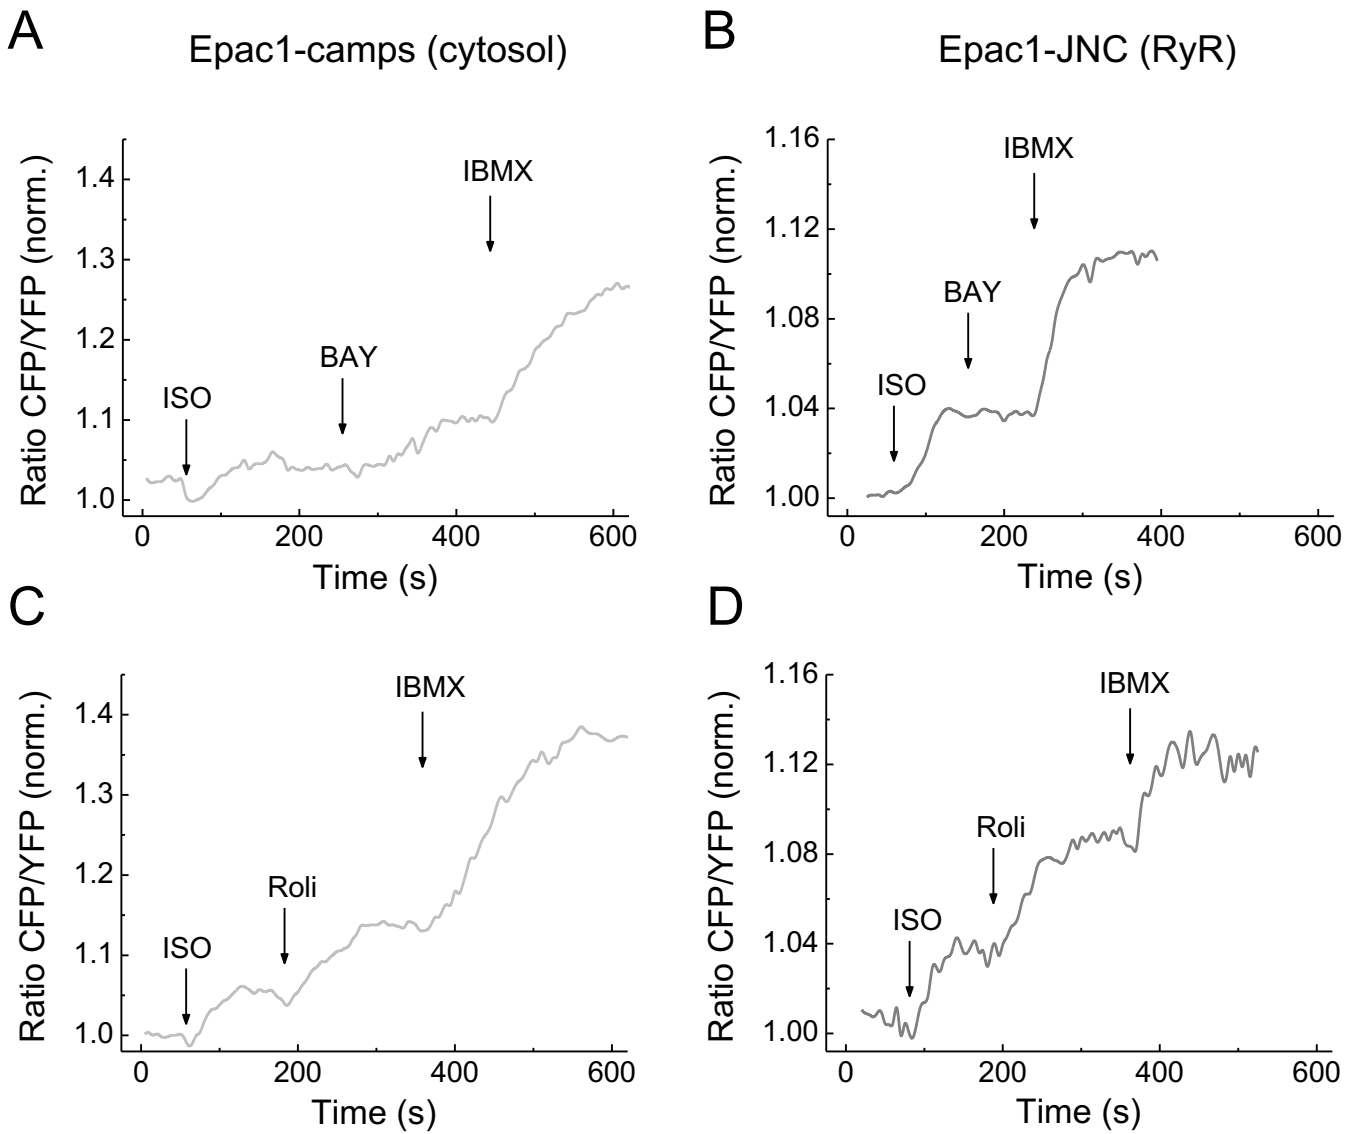 A
Epac1-camps (cytosol)
Ratio CFP/YFP (norm.)
1.4
1.3
1.2
1.1
1.0
ISO
BAY
IBMX
0
200
400
600
Time (s)
B
Epac1-JNC (RyR)
Ratio CFP/YFP (norm.)
1.16
1.12
1.08
1.04
1.00
ISO
BAY
IBMX
0
200
400
600
Time (s)
C
Ratio CFP/YFP (norm.)
1.4
1.3
1.2
1.1
1.0
ISO
Roli
IBMX
0
200
400
600
Time (s)
D
Ratio CFP/YFP (norm.)
1.16
1.12
1.08
1.04
1.00
ISO
Roli
IBMX
0
200
400
600
Time (s)